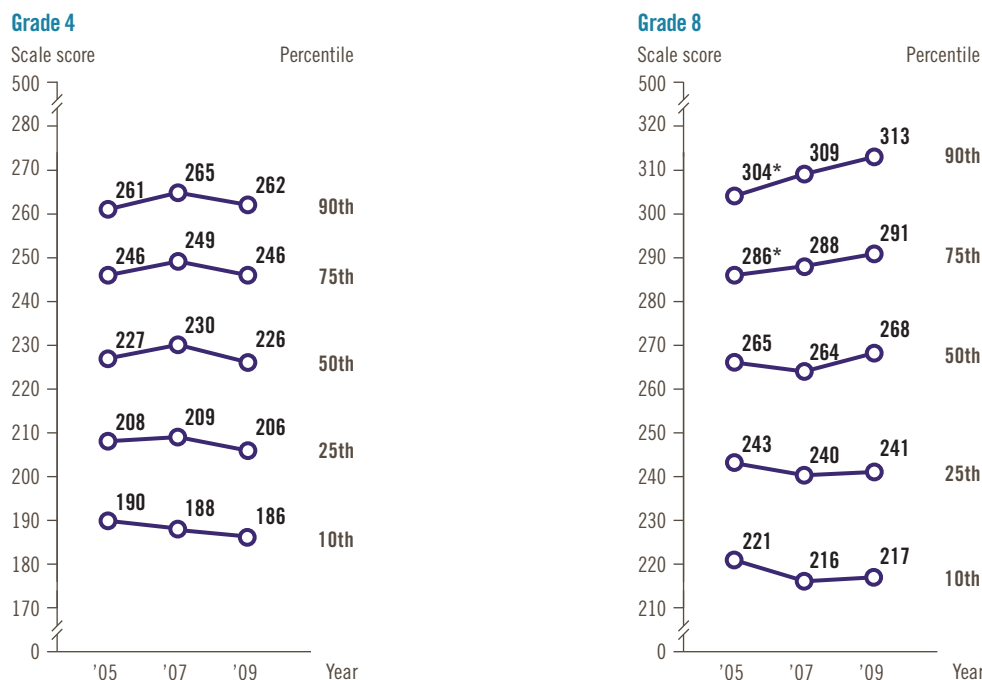 Grade 4
Scale score Percentile
500
280
270
260
250
240
230
220
210
200
190
180
170
0
261 265 262 90th
246 249 246 75th
227 230 226 50th
208 209 206 25th
190 188 186 10th
’05 ’07 ’09 Year
Grade 8
Scale score Percentile
500
320
310
300
290
280
270
260
250
240
230
220
210
0
304* 309 313 90th
286* 288 291 75th
265 264 268 50th
243 240 241 25th
221 216 217 10th
’05 ’07 ’09 Year